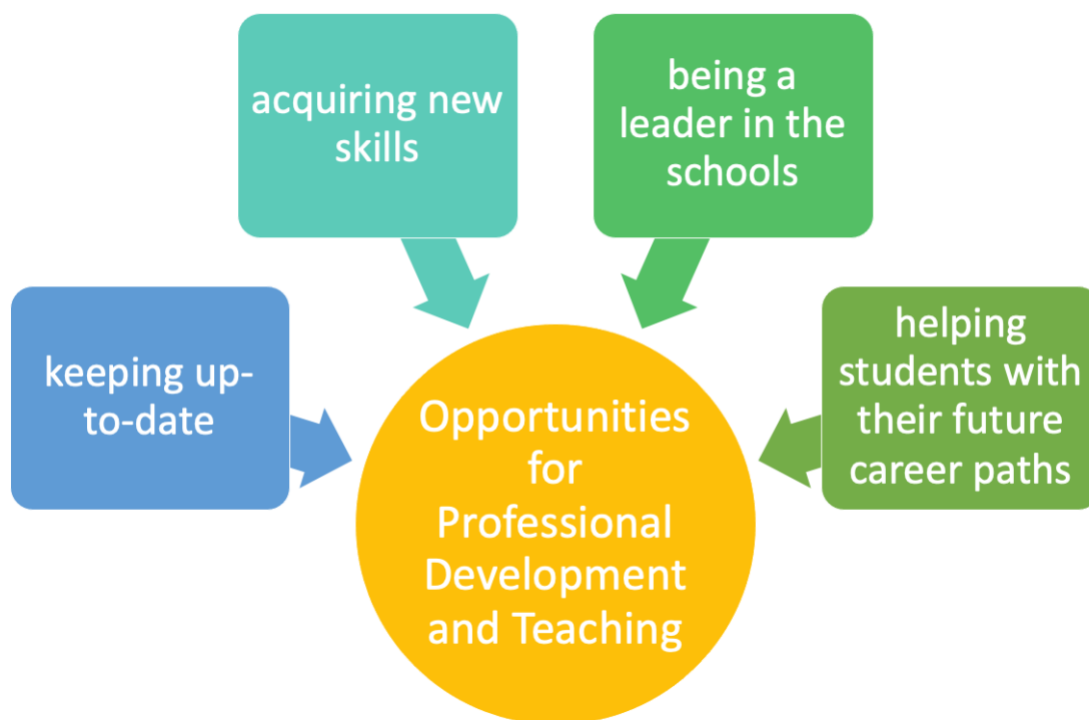 keeping up-
to-date
acquiring new
skills
being a
leader in the
schools
helping
students with
their future
career paths
Opportunities
for
Professional
Development
and Teaching